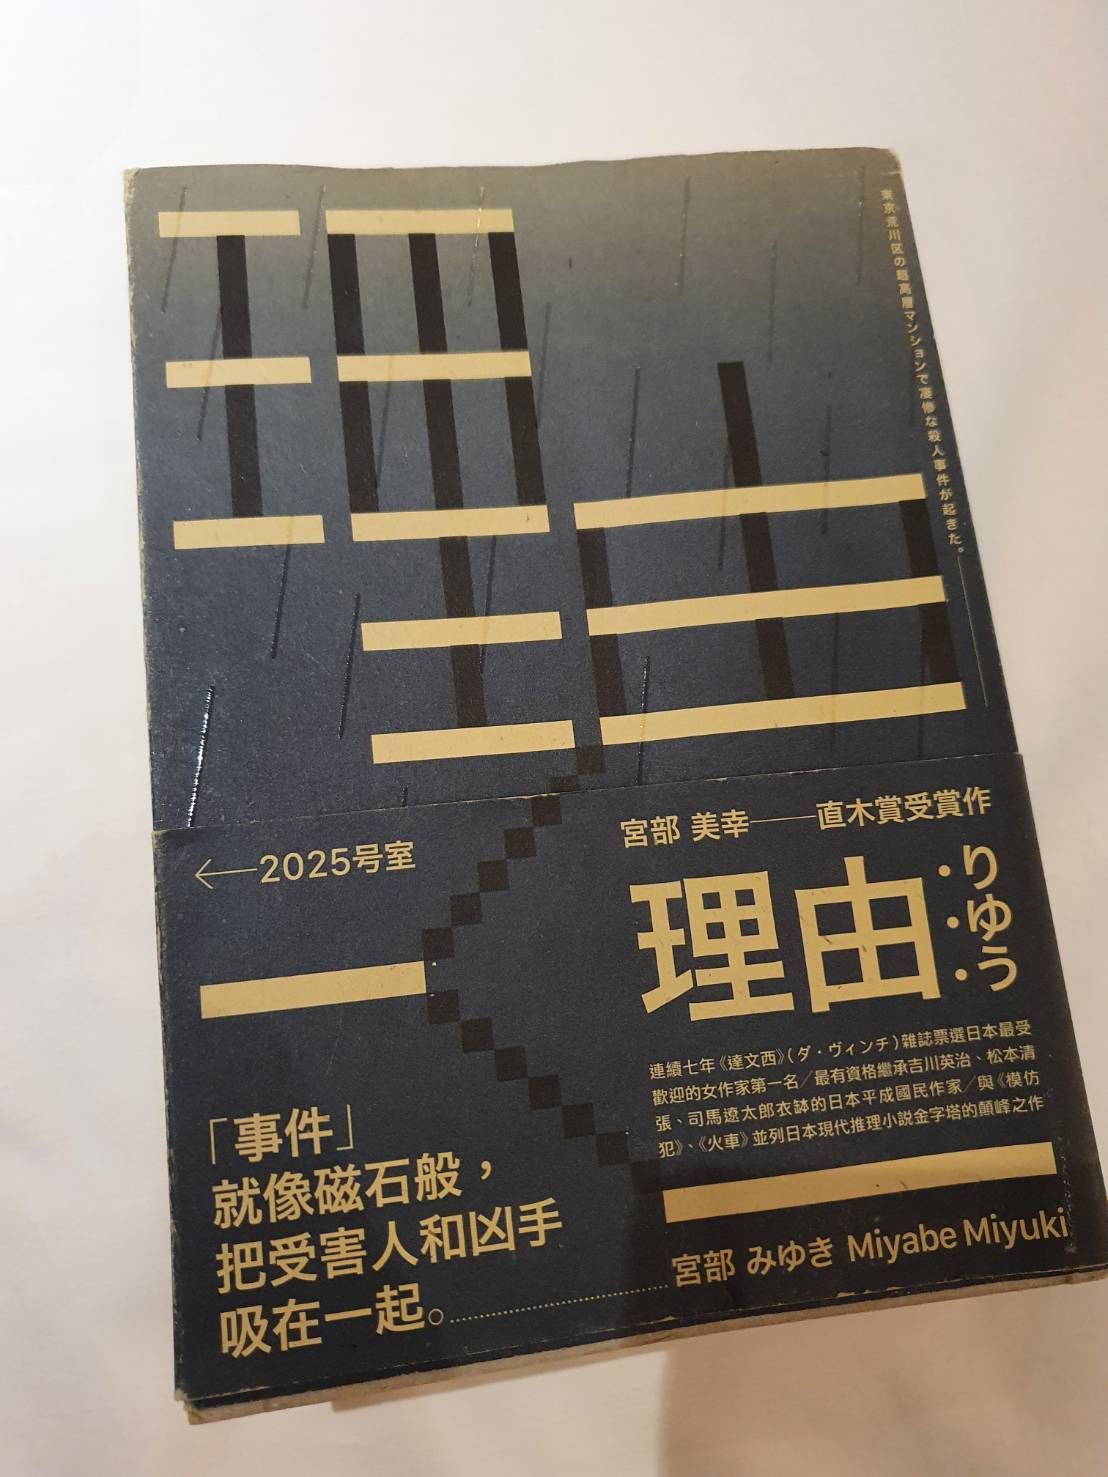 理由
東京荒川区の超高層マンションで凄惨な殺人事件が起きた。
←2025号室
宮部 美幸——直木賞受賞作
理由
りゆう
連續七年《達文西》（ダ・ヴィンチ）雜誌票選日本最受
歡迎的女作家第一名／最有資格繼承吉川英治、松本清
張、司馬遼太郎衣缽的日本平成國民作家／與《模仿
犯》、《火車》並列日本現代推理小說金字塔的顛峰之作
「事件」
就像磁石般，
把受害人和凶手
吸在一起。
宮部 みゆき Miyabe Miyuki